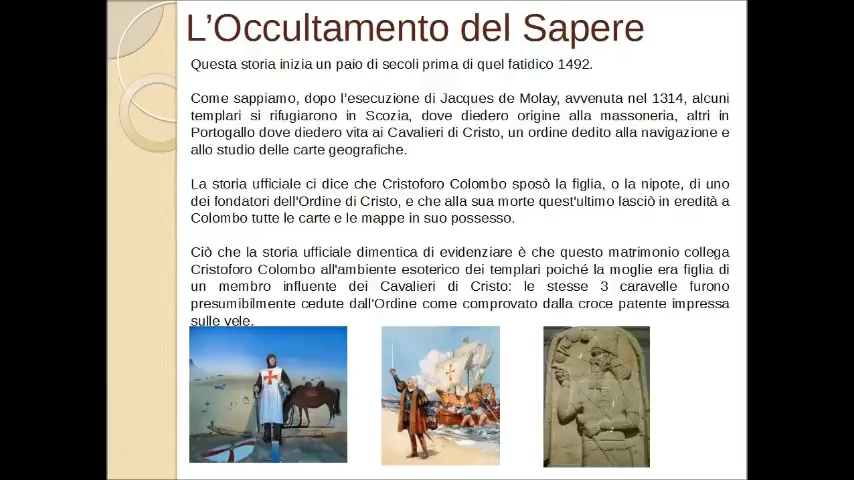 L'Occultamento del Sapere
Questa storia inizia un paio di secoli prima di quel fatidico 1492.
Come sappiamo, dopo l'esecuzione di Jacques de Molay, avvenuta nel 1314, alcuni
templari si rifugiarono in Scozia, dove diedero origine alla massoneria, altri in
Portogallo dove diedero vita ai Cavalieri di Cristo, un ordine dedito alla navigazione e
allo studio delle carte geografiche.
La storia ufficiale ci dice che Cristoforo Colombo sposò la figlia, o la nipote, di uno
dei fondatori dell'Ordine di Cristo, e che alla sua morte quest'ultimo lasciò in eredità a
Colombo tutte le carte e le mappe in suo possesso.
Ciò che la storia ufficiale dimentica di evidenziare è che questo matrimonio collega
Cristoforo Colombo all'ambiente esoterico dei templari poiché la moglie era figlia di
un membro influente dei Cavalieri di Cristo: le stesse 3 caravelle furono
presumibilmente cedute dall'Ordine come comprovato dalla croce patente impressa
sulle vele.